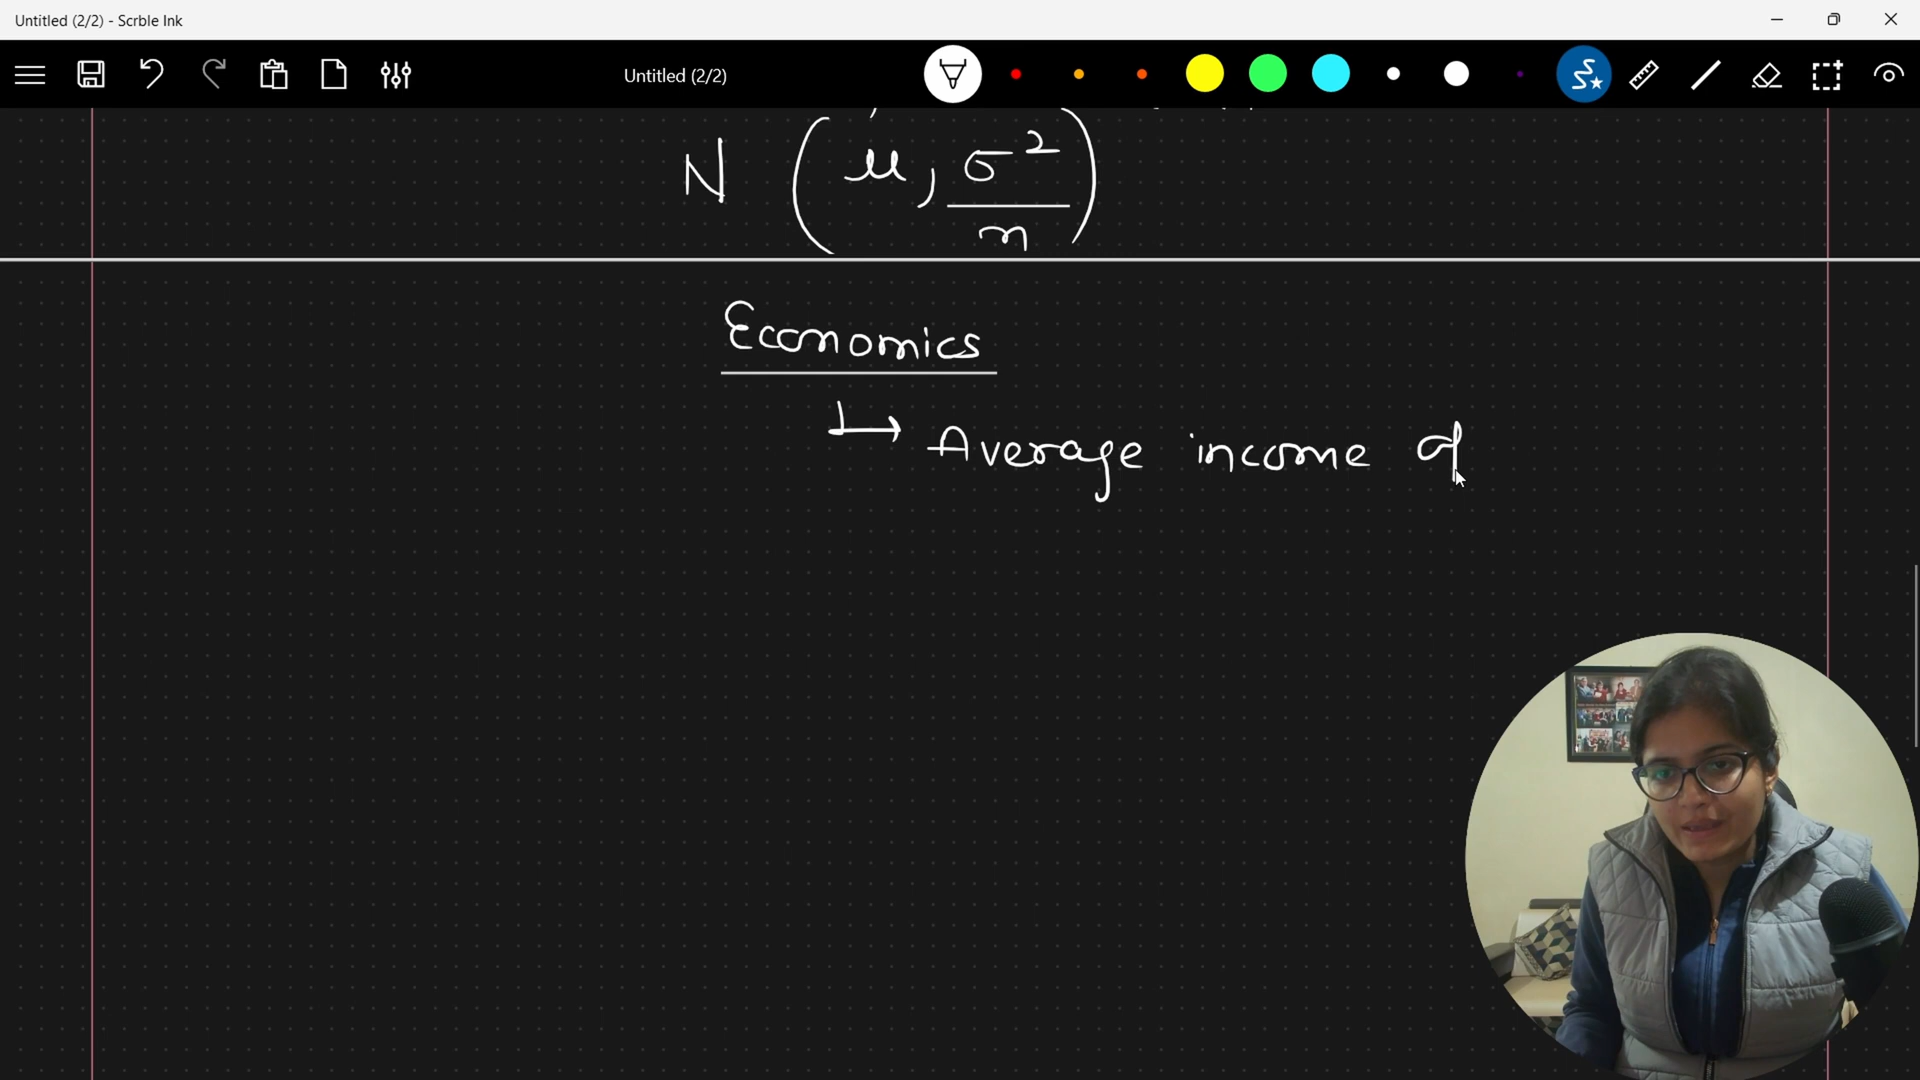 Untitled (2/2) - Scrble Ink
Untitled (2/2)
N (μ, σ²/n)
Economics
↳ Average income of